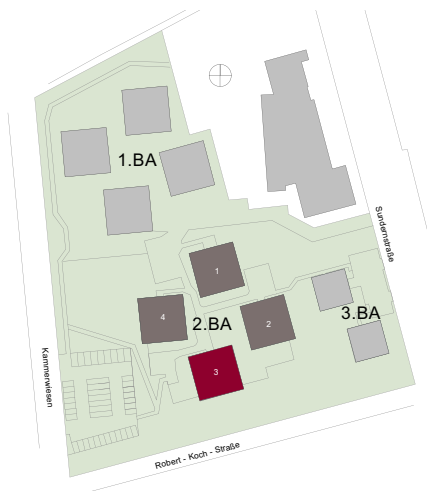 1.BA
Sundernstraße
1
4
2.BA
2
3.BA
3
Kammerwiesen
Robert - Koch - Straße